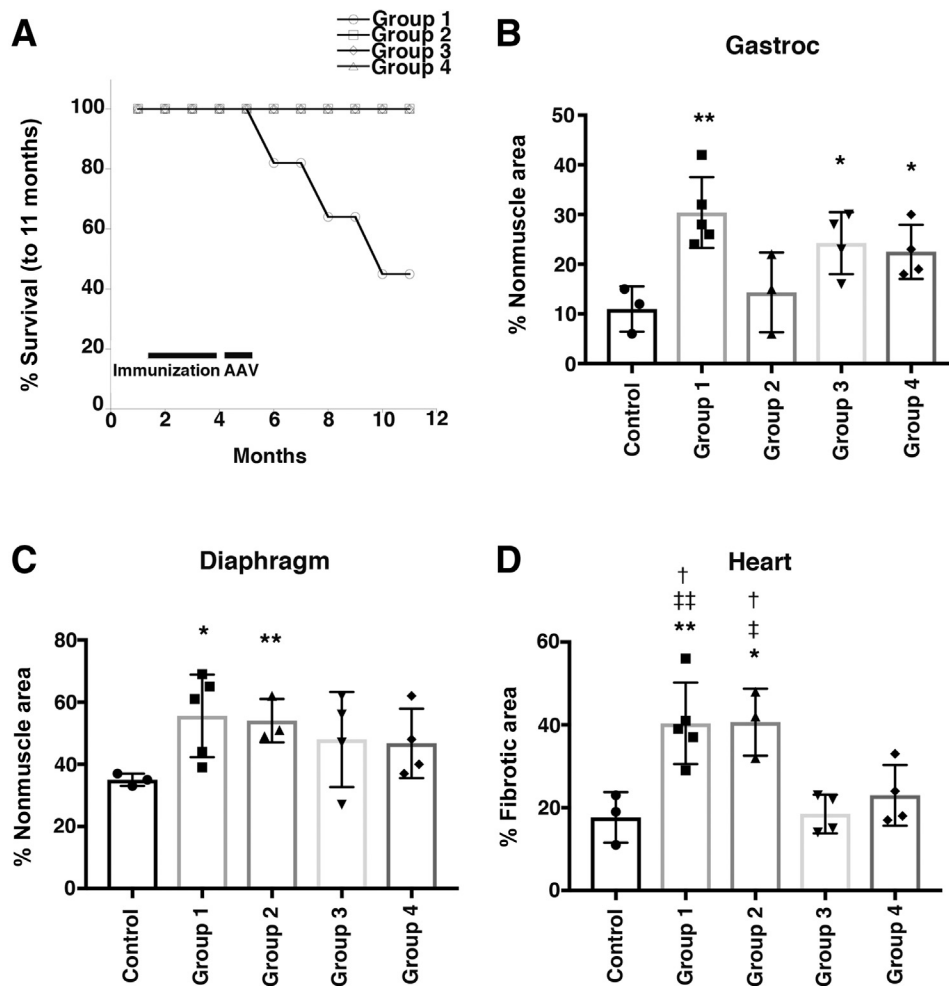 A
Group 1
Group 2
Group 3
Group 4
% Survival (to 11 months)
100
80
60
40
20
0
Immunization AAV
0 2 4 6 8 10 12
Months
B
Gastroc
**
*
*
% Nonmuscle area
50
40
30
20
10
0
Control
Group 1
Group 2
Group 3
Group 4
C
Diaphragm
*
**
% Nonmuscle area
80
60
40
20
0
Control
Group 1
Group 2
Group 3
Group 4
D
Heart
† †
‡‡ ‡
** *
% Fibrotic area
60
40
20
0
Control
Group 1
Group 2
Group 3
Group 4